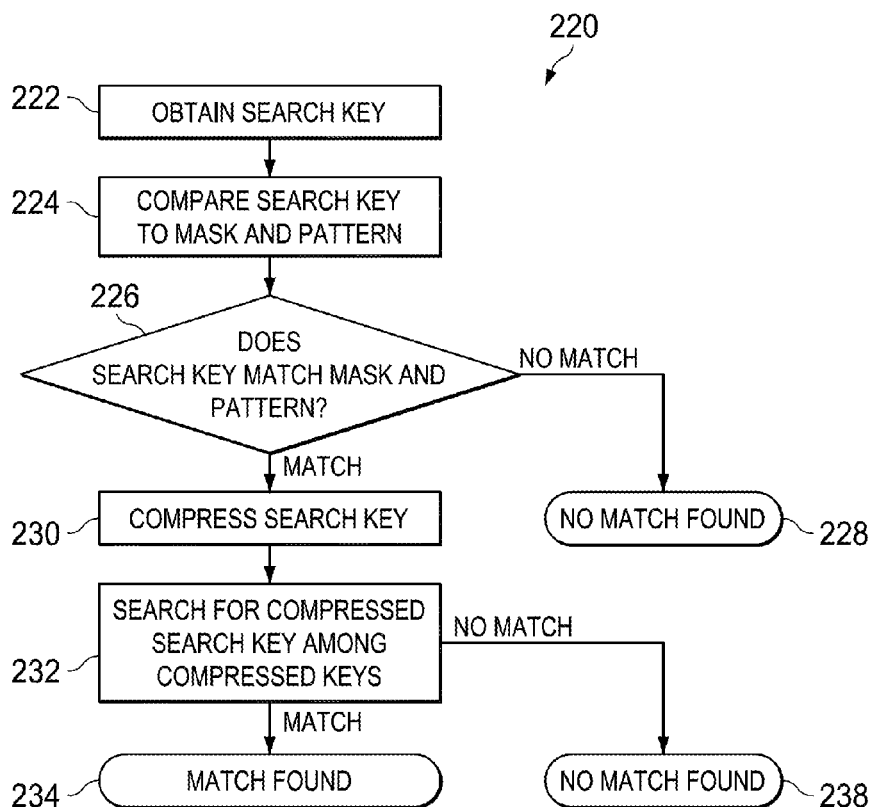 220
222
OBTAIN SEARCH KEY
224
COMPARE SEARCH KEY
TO MASK AND PATTERN
226
DOES
SEARCH KEY MATCH MASK AND
PATTERN?
NO MATCH
MATCH
230
COMPRESS SEARCH KEY
NO MATCH FOUND
228
232
SEARCH FOR COMPRESSED
SEARCH KEY AMONG
COMPRESSED KEYS
NO MATCH
MATCH
234
MATCH FOUND
NO MATCH FOUND
238